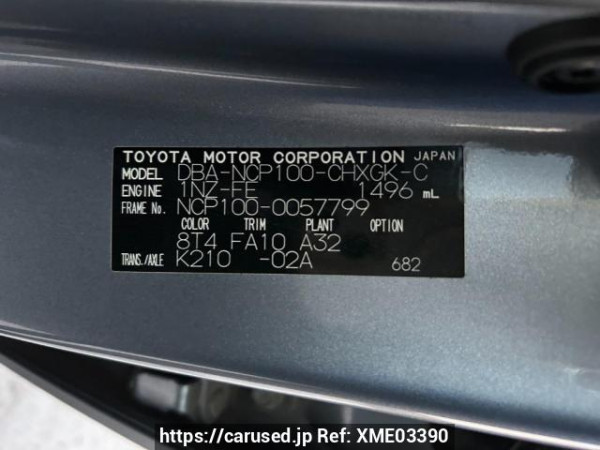 TOYOTA MOTOR CORPORATION JAPAN
MODEL DBA-NCP100-CHXGK-C
ENGINE 1NZ-FE 1496 mL
FRAME No. NCP100-0057799
COLOR TRIM PLANT OPTION
8T4 FA10 A32
TRANS./AXLE K210 -02A 682
https://carused.jp Ref: XME03390